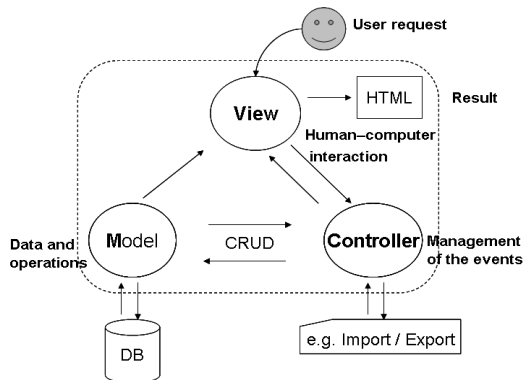 User request
View
HTML
Result
Human–computer
interaction
Data and
operations
Model
CRUD
Controller
Management
of the events
DB
e.g. Import / Export